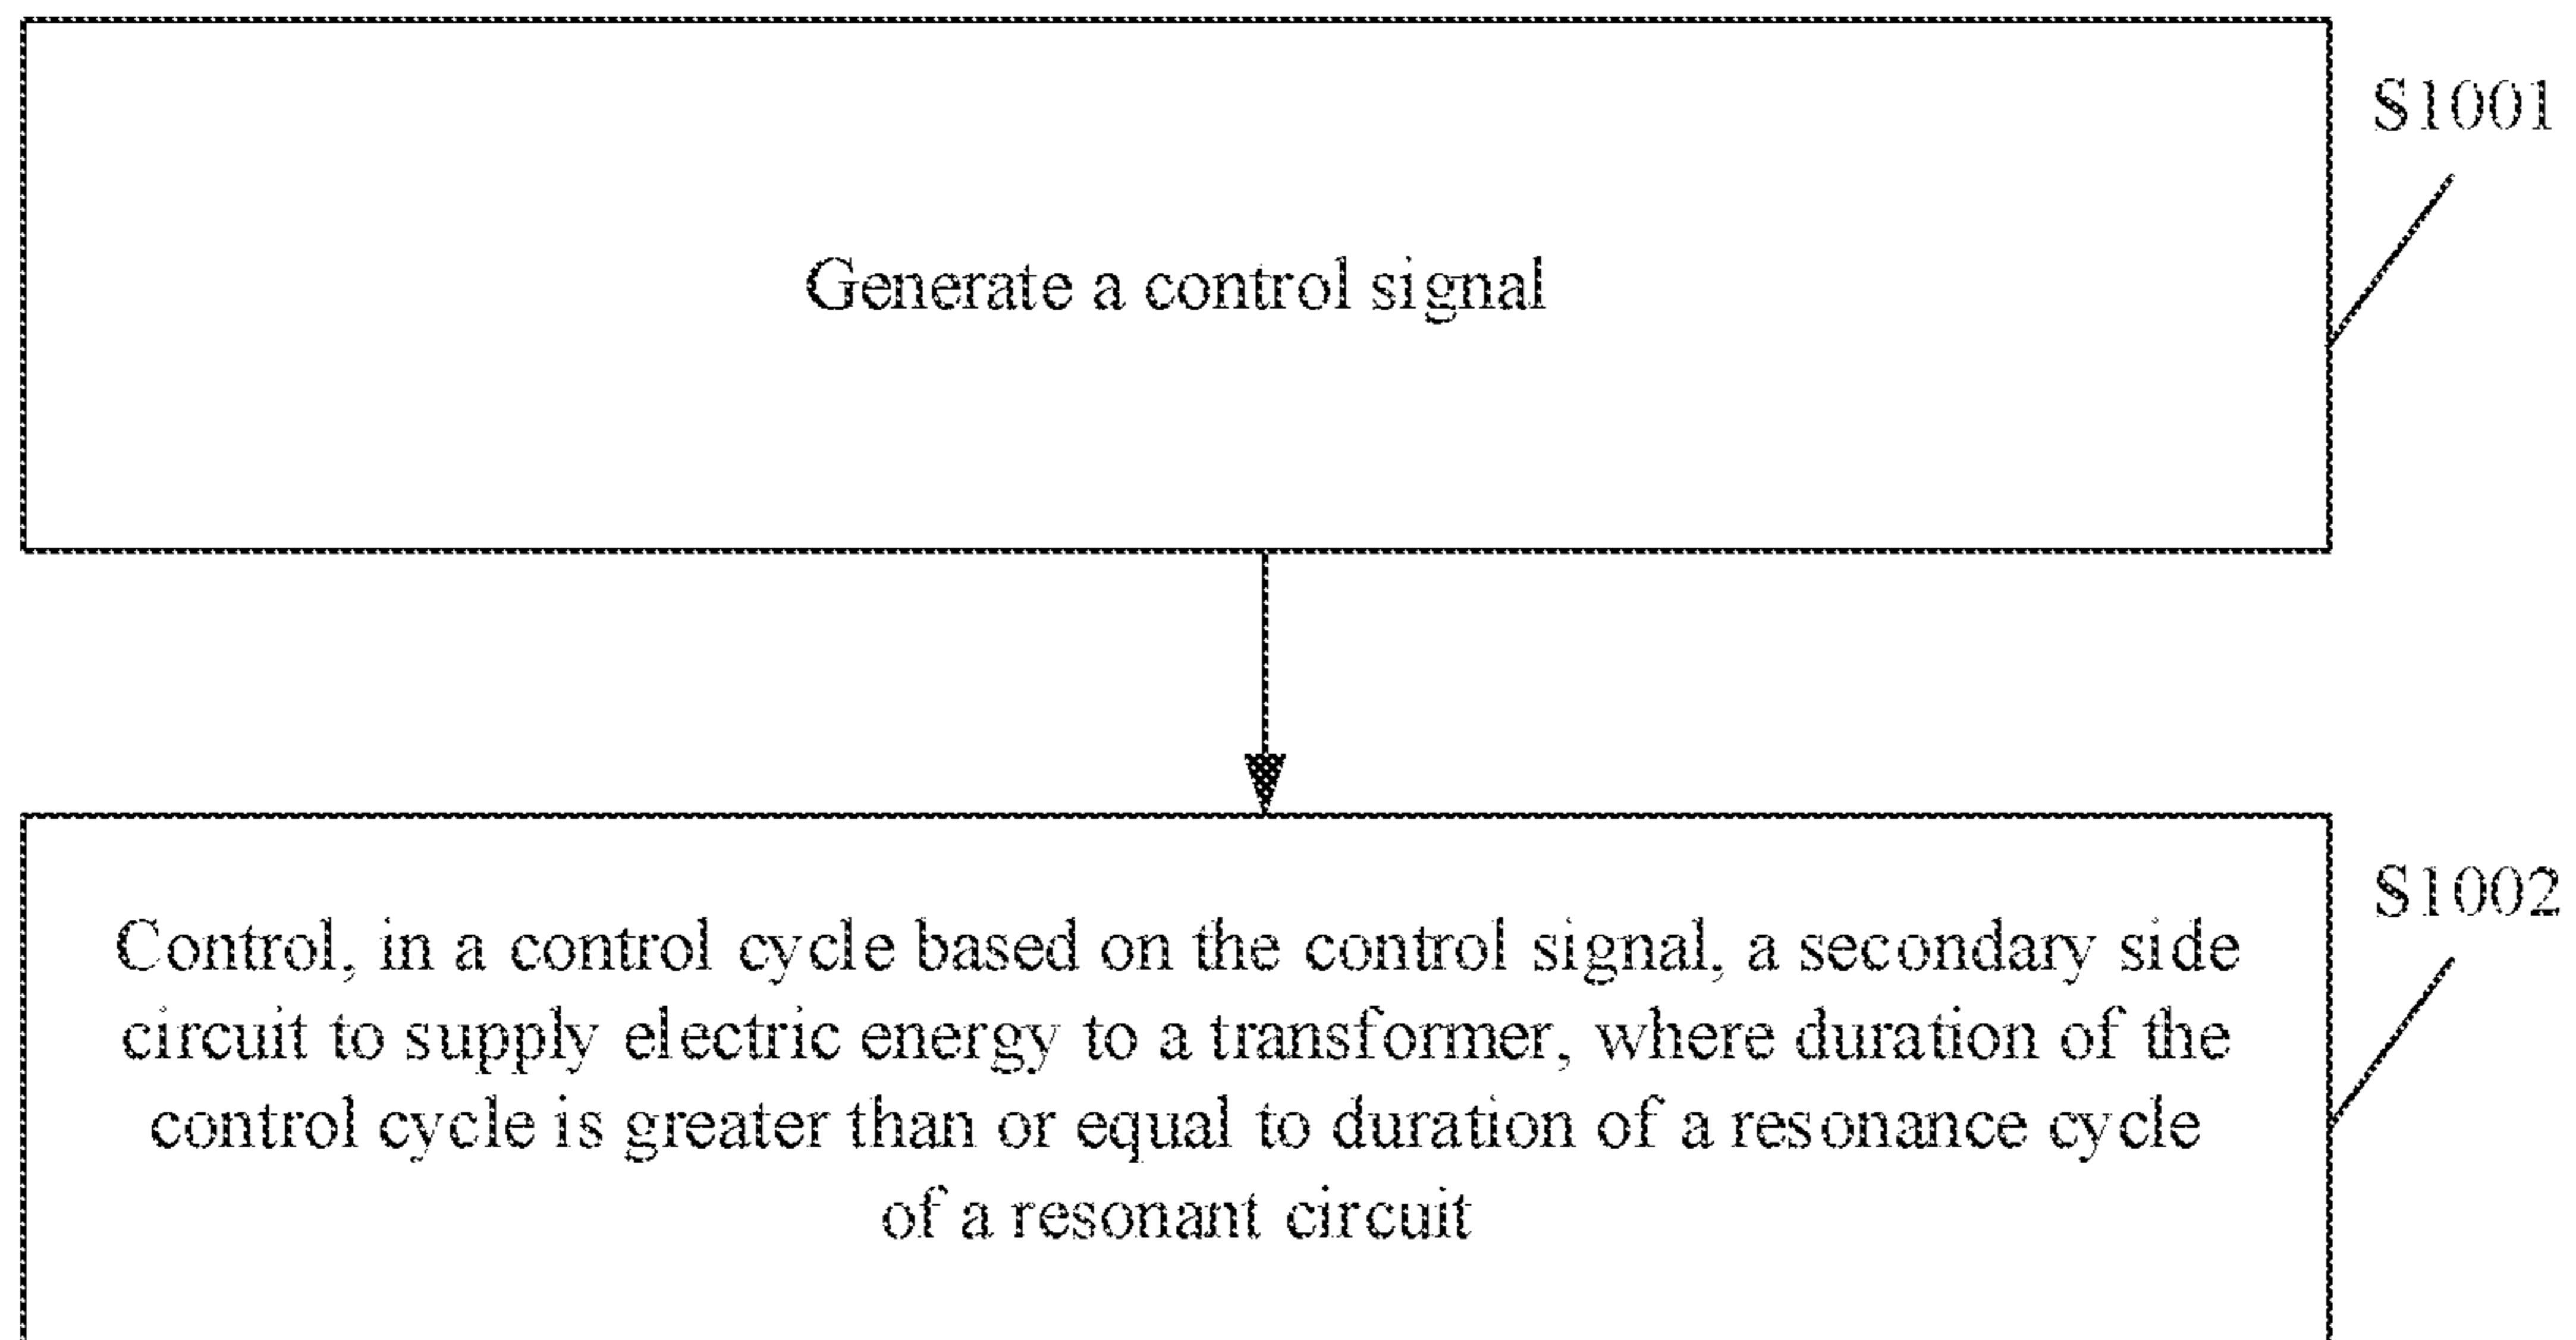 S1001
Generate a control signal
S1002
Control, in a control cycle based on the control signal, a secondary side
circuit to supply electric energy to a transformer, where duration of the
control cycle is greater than or equal to duration of a resonance cycle
of a resonant circuit